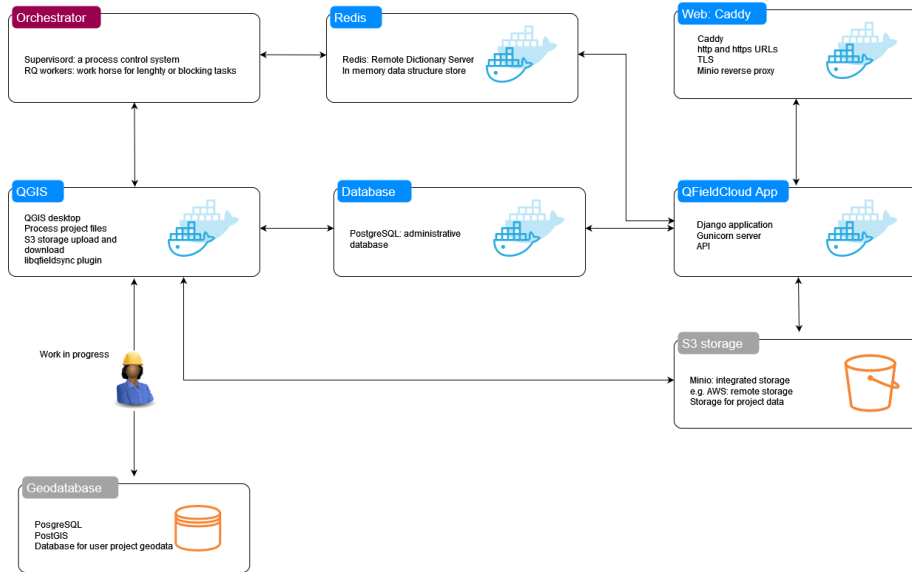 Orchestrator
Supervisord: a process control system
RQ workers: work horse for lenghty or blocking tasks
Redis
Redis: Remote Dictionary Server
In memory data structure store
Web: Caddy
Caddy
http and https URLs
TLS
Minio reverse proxy
QGIS
QGIS desktop
Process project files
S3 storage upload and
download
libqfieldsync plugin
Database
PostgreSQL: administrative
database
QFieldCloud App
Django application
Gunicorn server
API
Work in progress
S3 storage
Minio: integrated storage
e.g. AWS: remote storage
Storage for project data
Geodatabase
PosgreSQL
PostGIS
Database for user project geodata